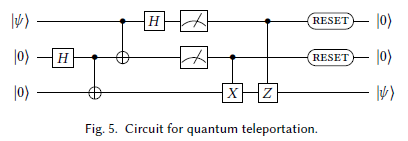 |ψ⟩ H RESET |0⟩
|0⟩ H RESET |0⟩
|0⟩ X Z |ψ⟩
Fig. 5. Circuit for quantum teleportation.